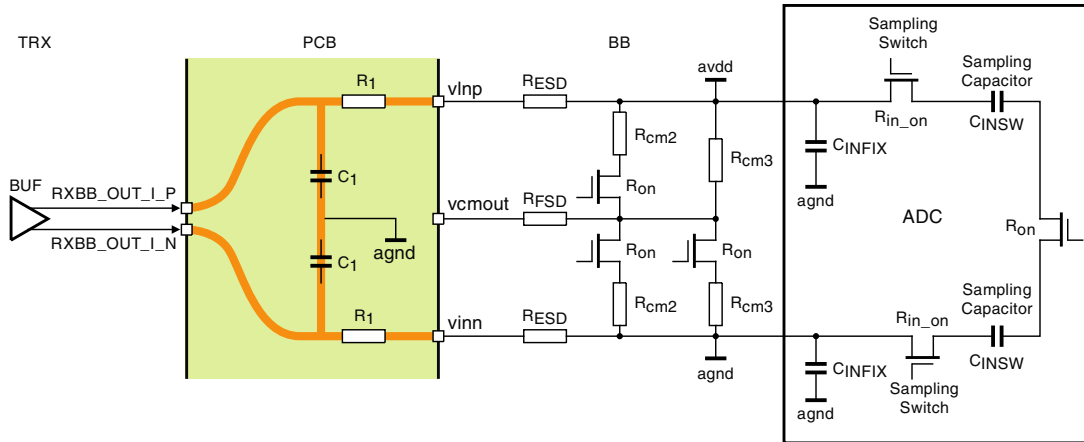 TRX
PCB
BB
Sampling
Switch
Sampling
Capacitor
avdd
R1
vInp
RESD
Rin_on
CINSW
Rcm2
CINFIX
Rcm3
agnd
BUF
RXBB_OUT_I_P
C1
Ron
vcmout
RFSD
ADC
RXBB_OUT_I_N
agnd
Ron
Ron
Ron
C1
Sampling
Capacitor
Rcm2
Rcm3
R1
vinn
RESD
Rin_on
CINFIX
CINSW
agnd
Sampling
Switch
agnd